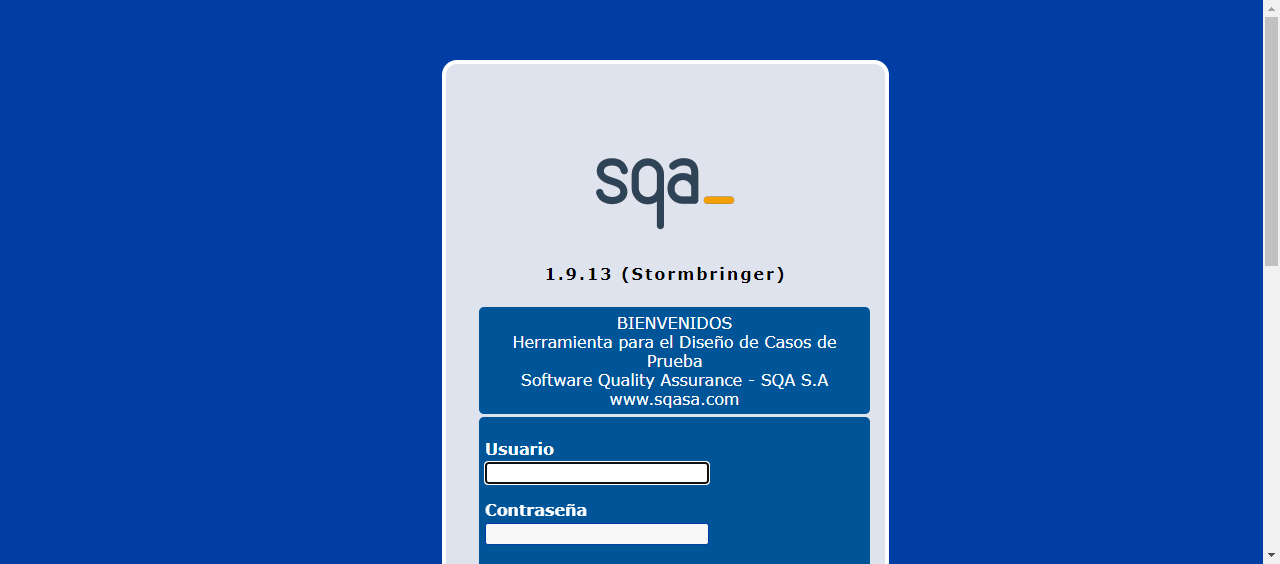 sqa_
1.9.13 (Stormbringer)
BIENVENIDOS
Herramienta para el Diseño de Casos de
Prueba
Software Quality Assurance - SQA S.A
www.sqasa.com
Usuario
Contraseña